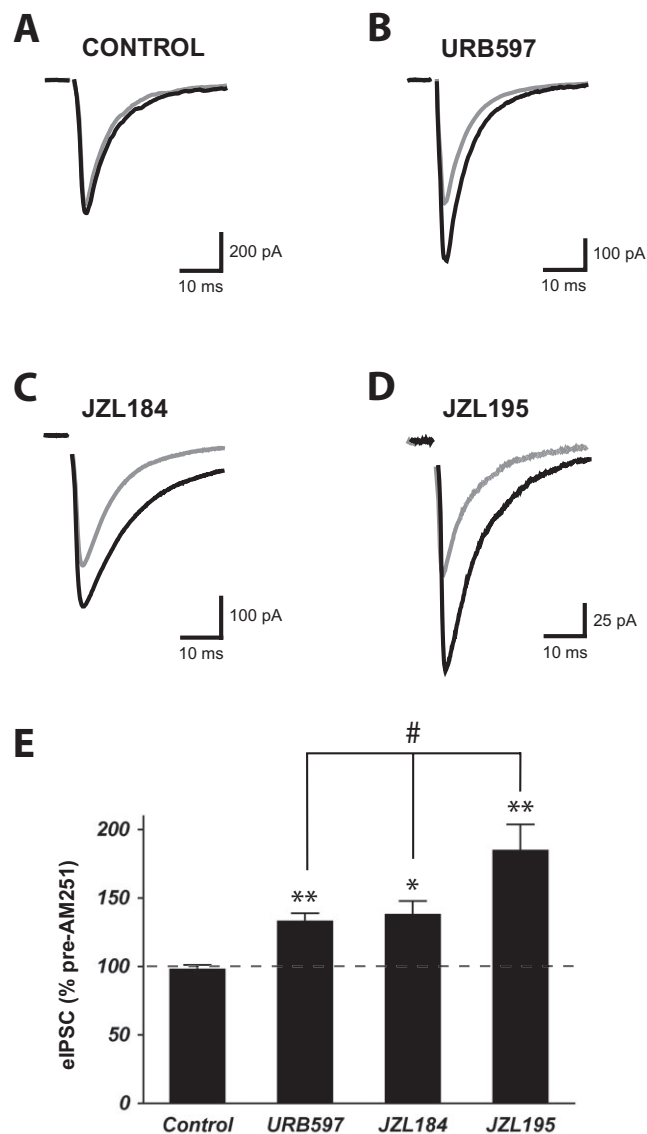 A
CONTROL
200 pA
10 ms
B
URB597
100 pA
10 ms
C
JZL184
100 pA
10 ms
D
JZL195
25 pA
10 ms
E
#
eIPSC (% pre-AM251)
200
150
100
50
0
**
*
**
Control URB597 JZL184 JZL195